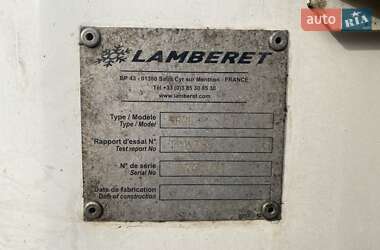 auto.RIA.com
LAMBERET
BP 43 - 01380 Saint Cyr sur Menthon - FRANCE
Tél +33 (0)3 85 30 85 30
www.lamberet.com
Type / Modèle
Type / Model
Rapport d'essai N°
Test report No
N° de série
Serial No
Date de fabrication
Date of construction